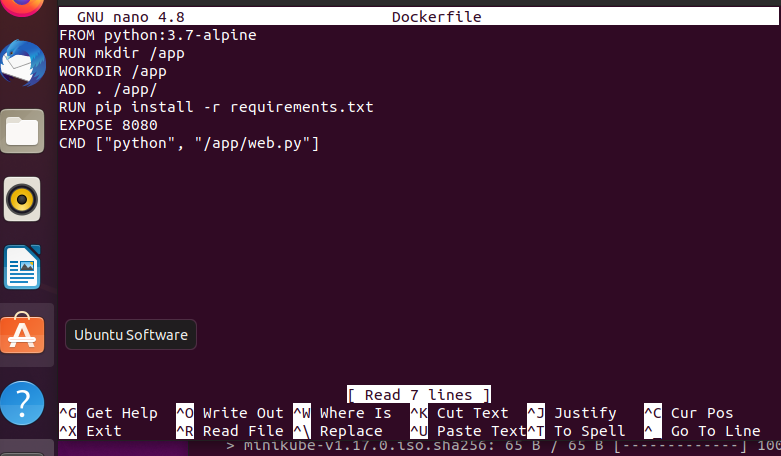 GNU nano 4.8 Dockerfile
FROM python:3.7-alpine
RUN mkdir /app
WORKDIR /app
ADD . /app/
RUN pip install -r requirements.txt
EXPOSE 8080
CMD ["python", "/app/web.py"]
Ubuntu Software
[ Read 7 lines ]
^G Get Help ^O Write Out ^W Where Is ^K Cut Text ^J Justify ^C Cur Pos
^X Exit ^R Read File ^\ Replace ^U Paste Text ^T To Spell ^_ Go To Line
> minikube-v1.17.0.iso.sha256: 65 B / 65 B [-------------] 100